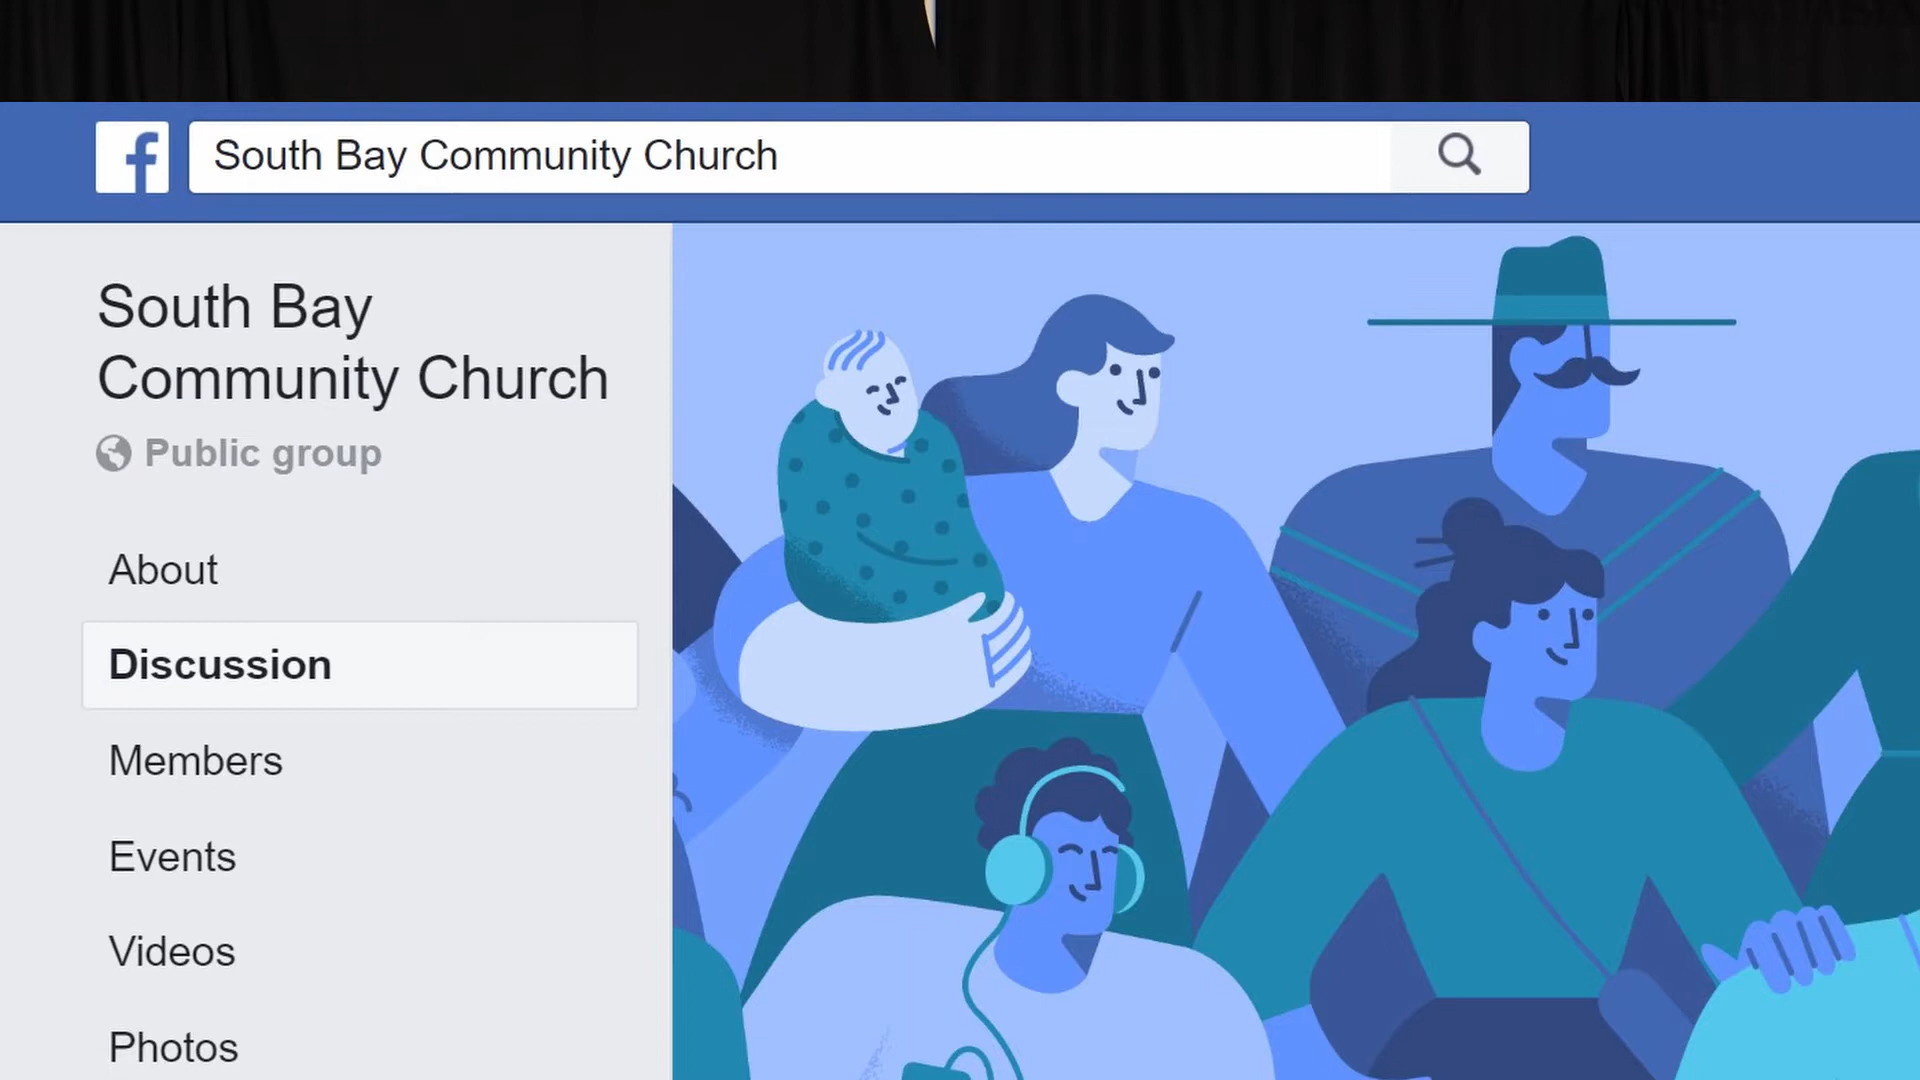 f
South Bay Community Church
South Bay
Community Church
Public group
About
Discussion
Members
Events
Videos
Photos